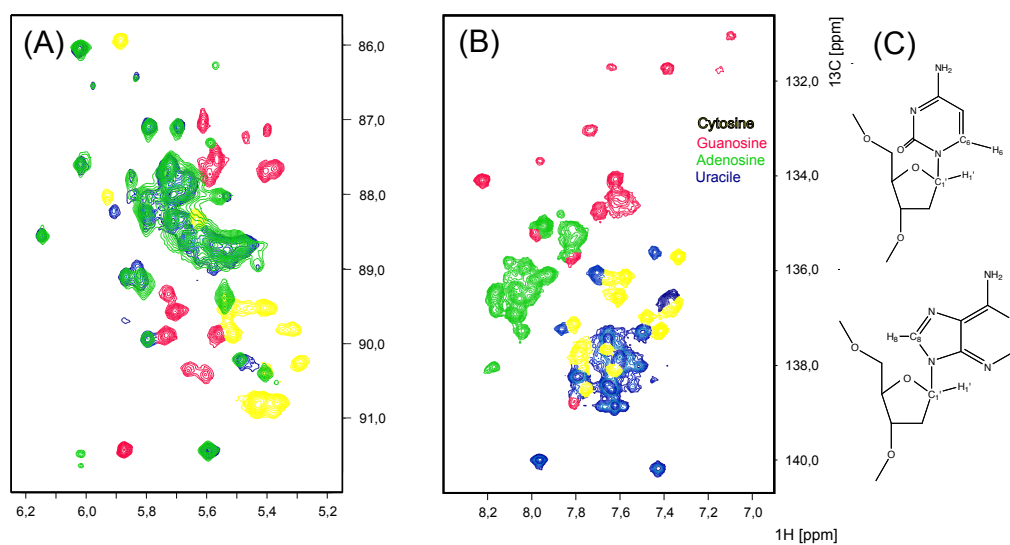 (A)
86,0
87,0
88,0
89,0
90,0
91,0
6,2 6,0 5,8 5,6 5,4 5,2
(B)
13C [ppm]
132,0
134,0
136,0
138,0
140,0
Cytosine
Guanosine
Adenosine
Uracile
8,2 8,0 7,8 7,6 7,4 7,2 7,0
1H [ppm]
(C)
NH₂
N
O
N
C₆
H₆
O
O
C₁'
H₁'
O
NH₂
N
H₈
C₈
N
N
O
O
C₁'
H₁'
O